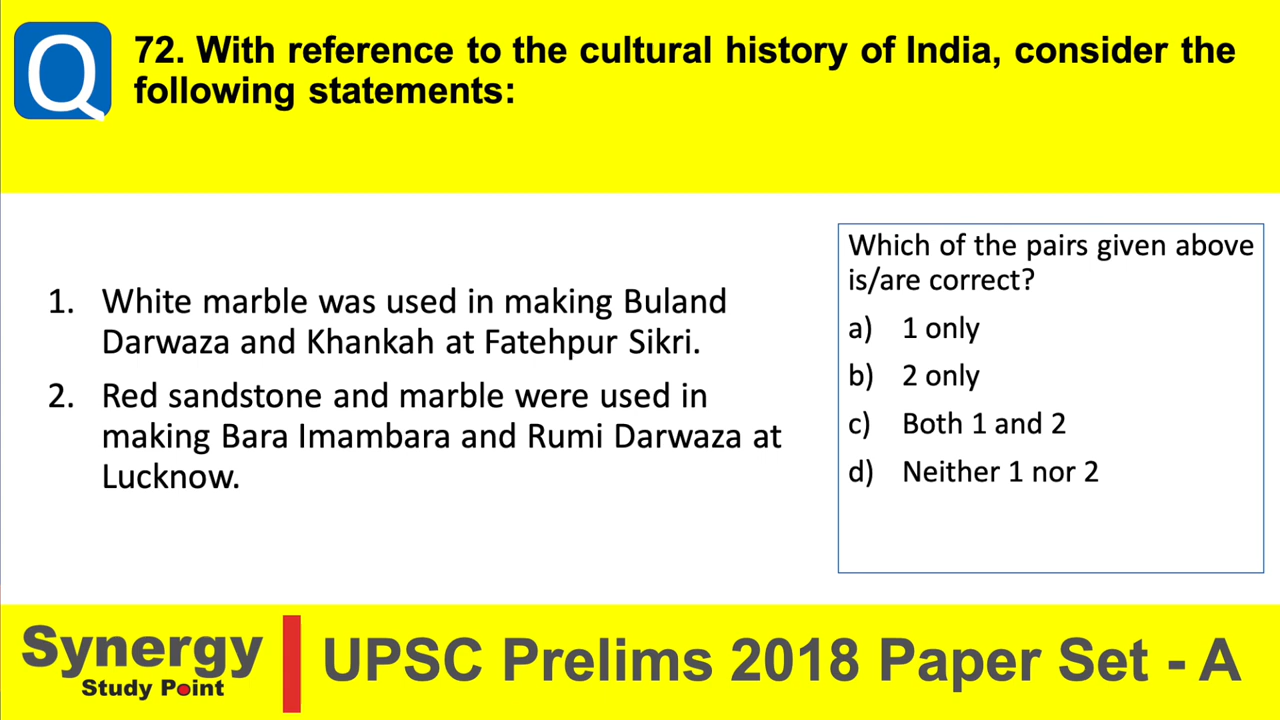 Q
72. With reference to the cultural history of India, consider the
following statements:
1. White marble was used in making Buland
Darwaza and Khankah at Fatehpur Sikri.
2. Red sandstone and marble were used in
making Bara Imambara and Rumi Darwaza at
Lucknow.
Which of the pairs given above
is/are correct?
a) 1 only
b) 2 only
c) Both 1 and 2
d) Neither 1 nor 2
Synergy
Study Point
UPSC Prelims 2018 Paper Set - A